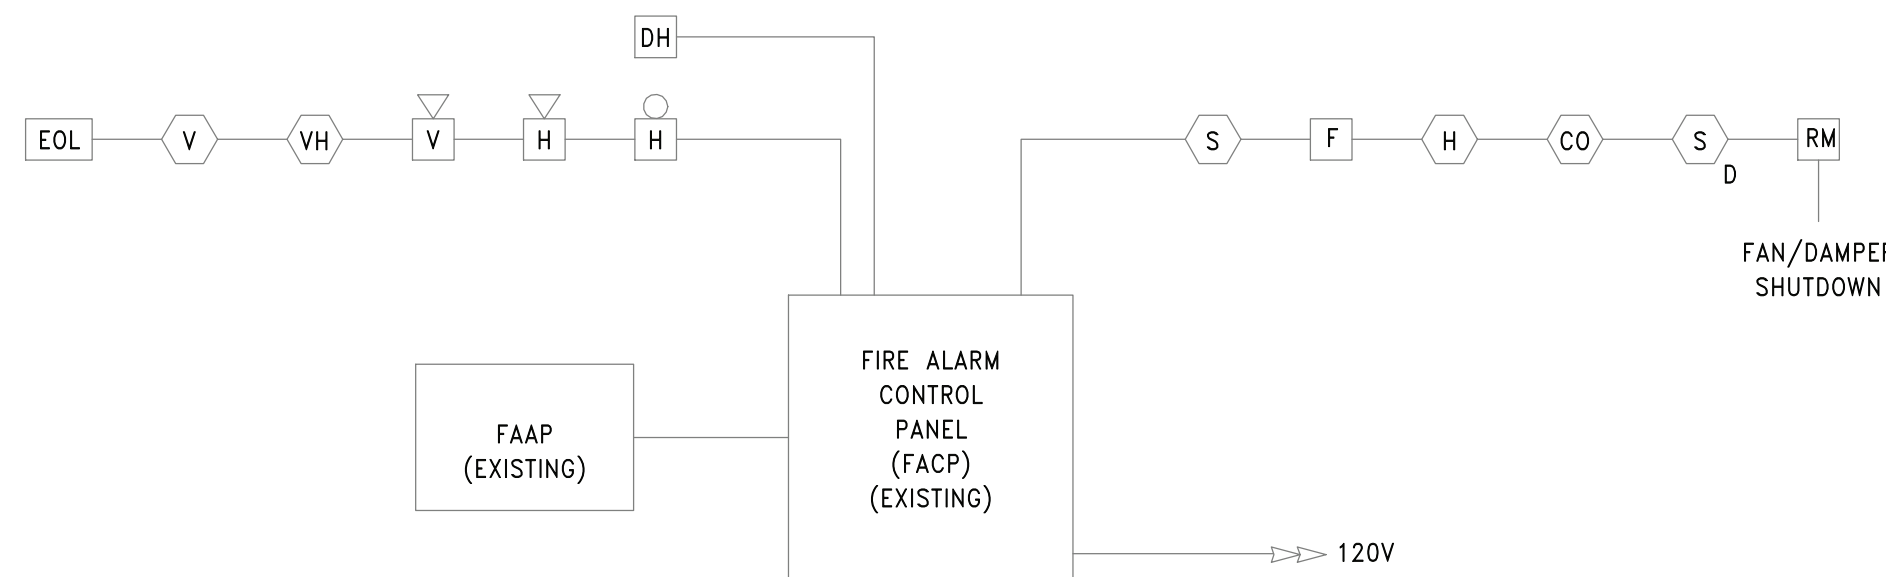 DH
EOL
V
VH
V
H
H
S
F
H
CO
S
RM
D
FAN/DAMPER
SHUTDOWN
FIRE ALARM
CONTROL
PANEL
(FACP)
(EXISTING)
FAAP
(EXISTING)
120V